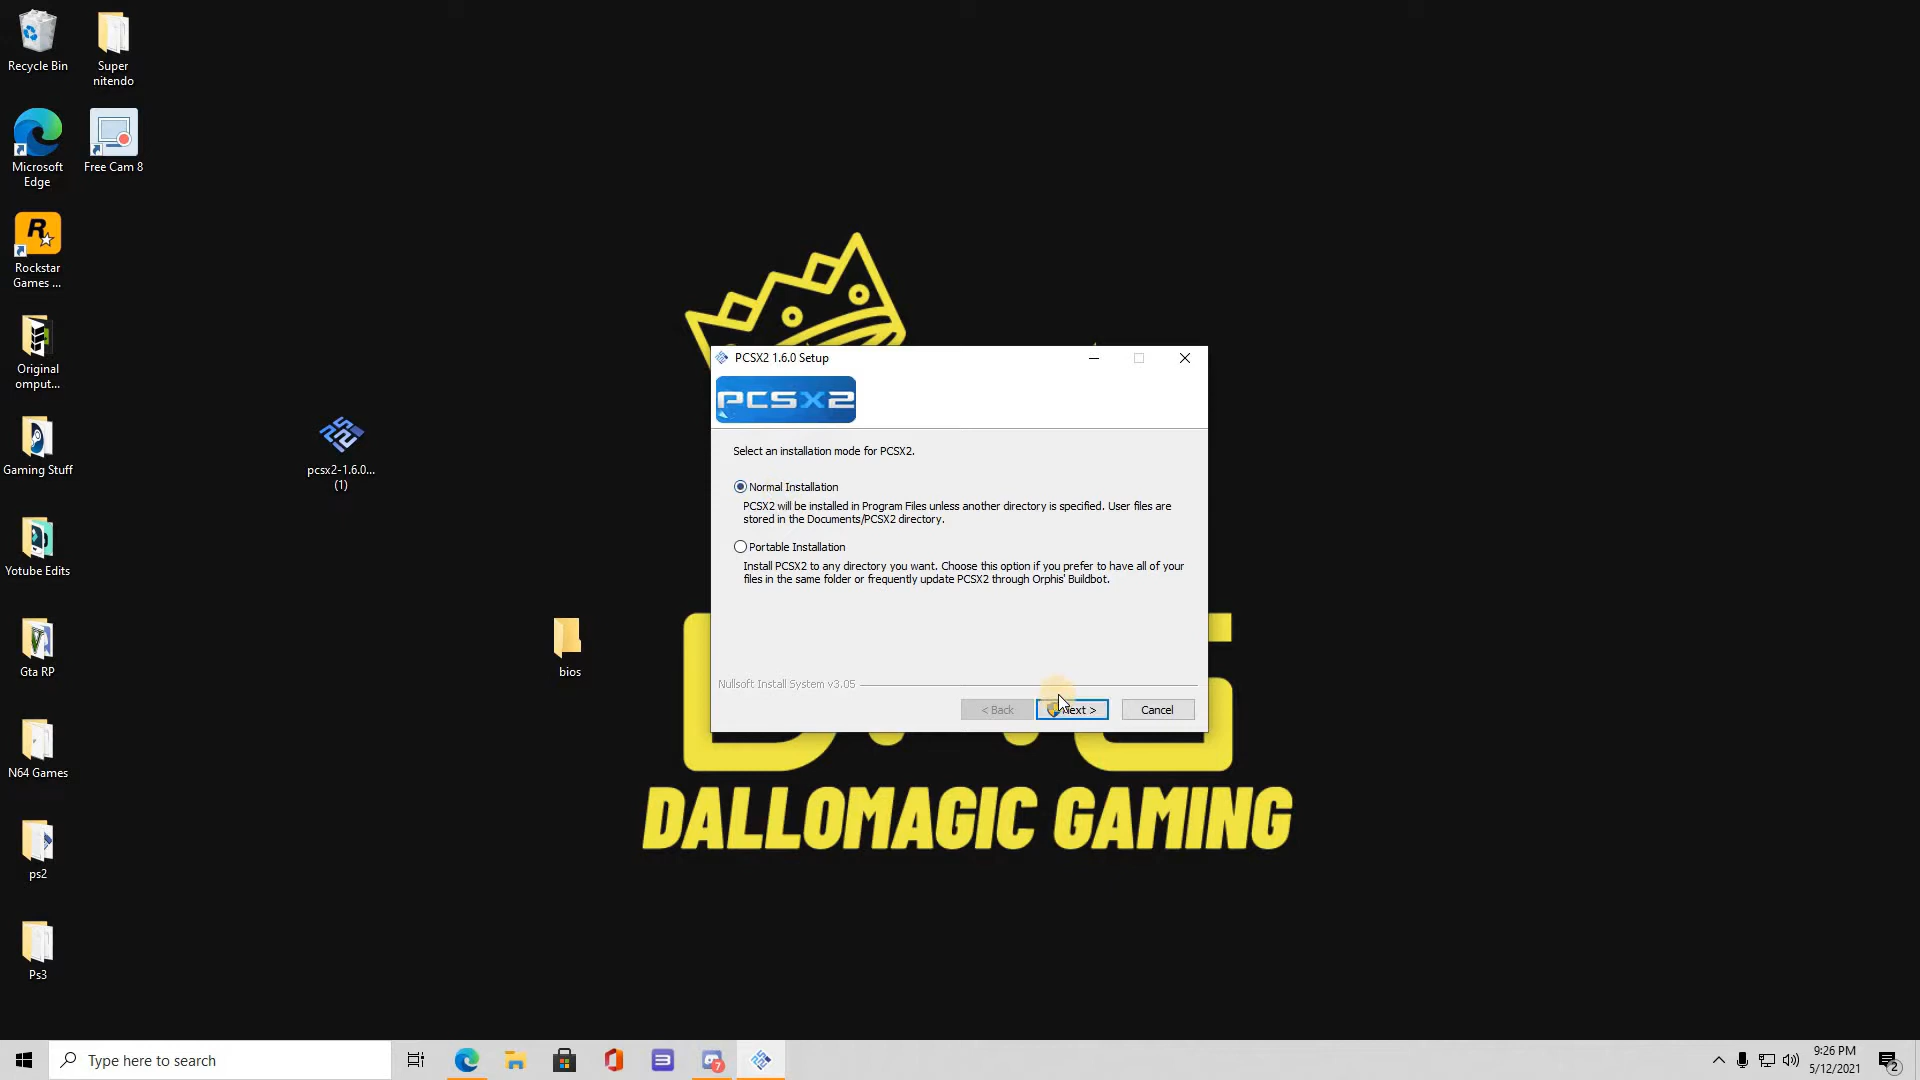 Recycle Bin
Super
nitendo
Microsoft
Edge
Free Cam 8
Rockstar
Games ...
Original
omput...
Gaming Stuff
Yotube Edits
Gta RP
N64 Games
ps2
Ps3
pcsx2-1.6.0...
(1)
bios
PCSX2 1.6.0 Setup
PCSX2
Select an installation mode for PCSX2.
Normal Installation
PCSX2 will be installed in Program Files unless another directory is specified. User files are
stored in the Documents/PCSX2 directory.
Portable Installation
Install PCSX2 to any directory you want. Choose this option if you prefer to have all of your
files in the same folder or frequently update PCSX2 through Orphis' Buildbot.
Nullsoft Install System v3.05
< Back
Next >
Cancel
DALLOMAGIC GAMING
Type here to search
7
9:26 PM
5/12/2021
2